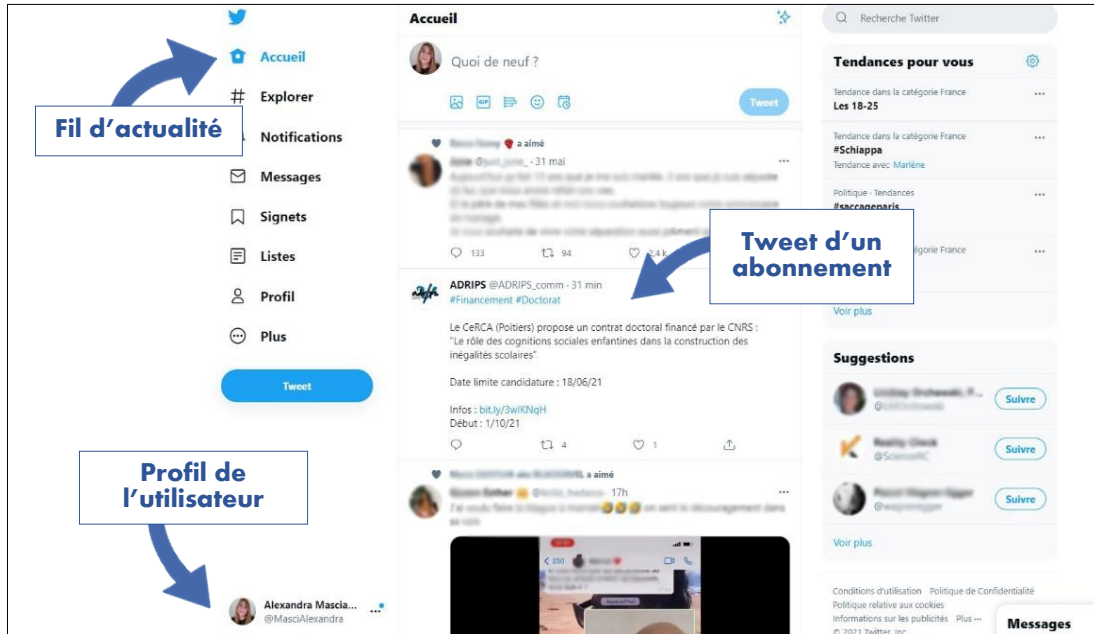 Accueil
Explorer
Notifications
Messages
Signets
Listes
Profil
Plus
Tweet
Fil d'actualité
Profil de
l'utilisateur
Alexandra Mascia...
@MasciAlexandra
Accueil
Quoi de neuf ?
GIF
Tweet
a aimé
31 mai
133
94
2,4 k
Tweet d'un
abonnement
ADRIPS @ADRIPS_comm · 31 min
#Financement #Doctorat
Le CeRCA (Poitiers) propose un contrat doctoral financé par le CNRS :
"Le rôle des cognitions sociales enfantines dans la construction des
inégalités scolaires"
Date limite candidature : 18/06/21
Infos : bit.ly/3wIKNqH
Début : 1/10/21
4
1
a aimé
17h
Recherche Twitter
Tendances pour vous
Tendance dans la catégorie France
Les 18-25
Tendance dans la catégorie France
#Schiappa
Tendance avec Marlène
Politique · Tendances
#saccageparis
égorie France
Voir plus
Suggestions
Suivre
Suivre
Suivre
Voir plus
Conditions d'utilisation Politique de Confidentialité
Politique relative aux cookies
Informations sur les publicités Plus ···
© 2021 Twitter, Inc.
Messages